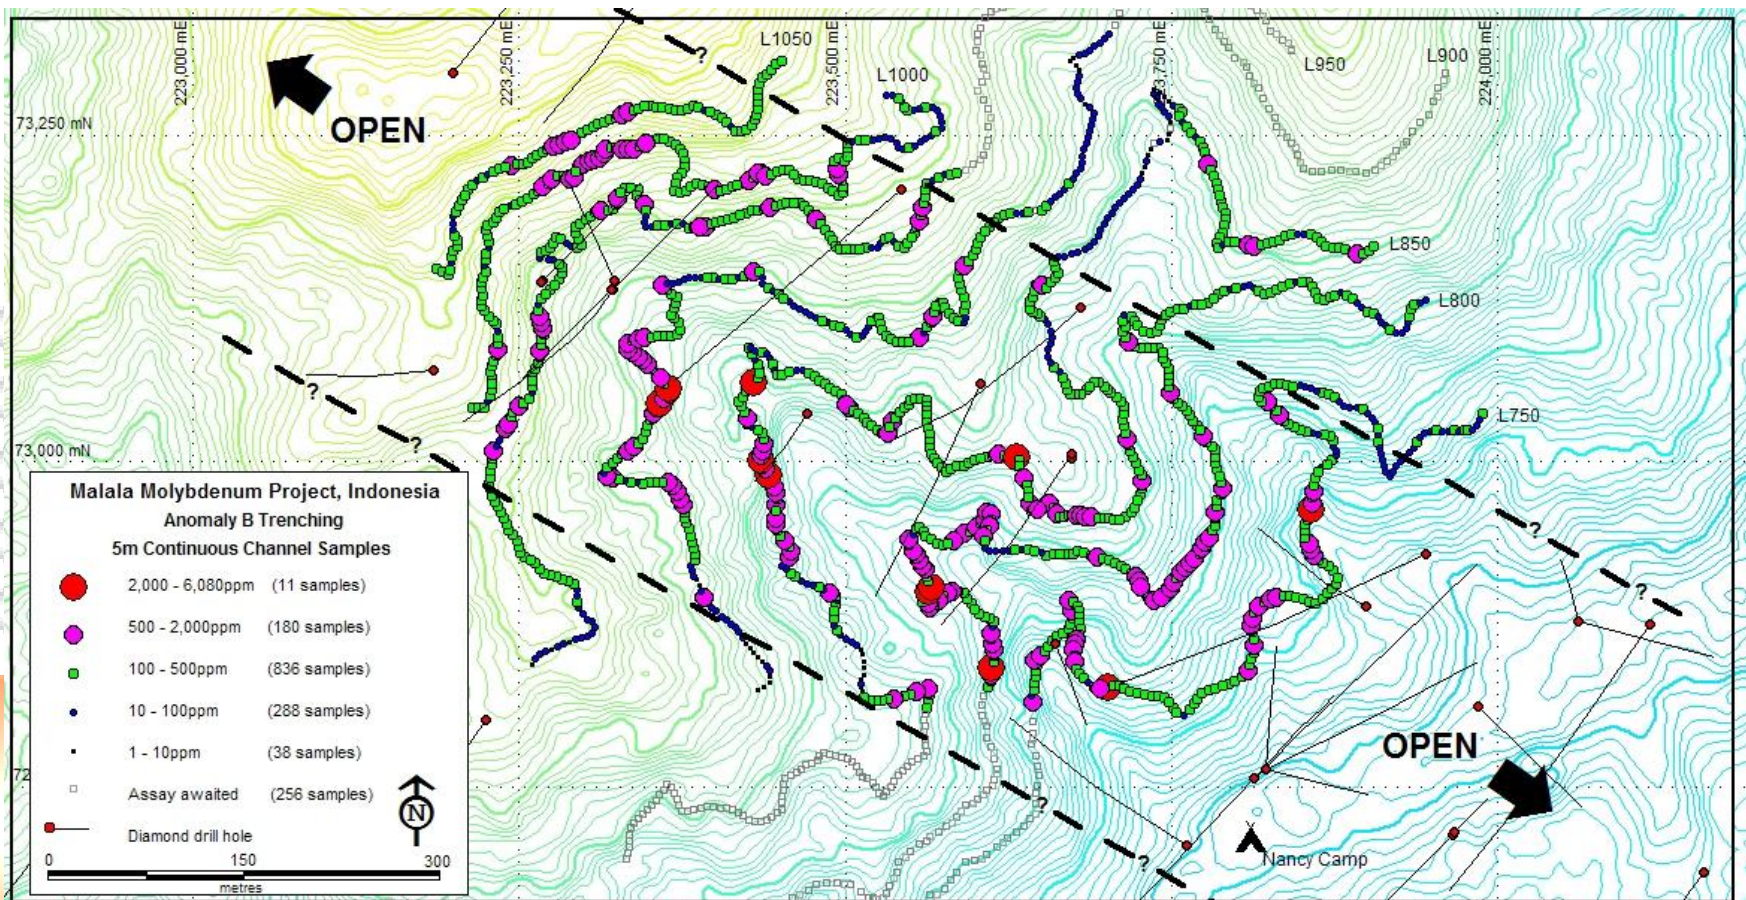 223,000 mE
223,250 mE
223,500 mE
223,750 mE
224,000 mE
L1050
L1000
L950
L900
73,250 mN
OPEN
?
L850
L800
L750
?
?
73,000 mN
?
?
?
?
Malala Molybdenum Project, Indonesia
Anomaly B Trenching
5m Continuous Channel Samples
2,000 - 6,080ppm (11 samples)
500 - 2,000ppm (180 samples)
100 - 500ppm (836 samples)
10 - 100ppm (288 samples)
1 - 10ppm (38 samples)
Assay awaited (256 samples)
Diamond drill hole
N
0 150 300
metres
OPEN
Nancy Camp